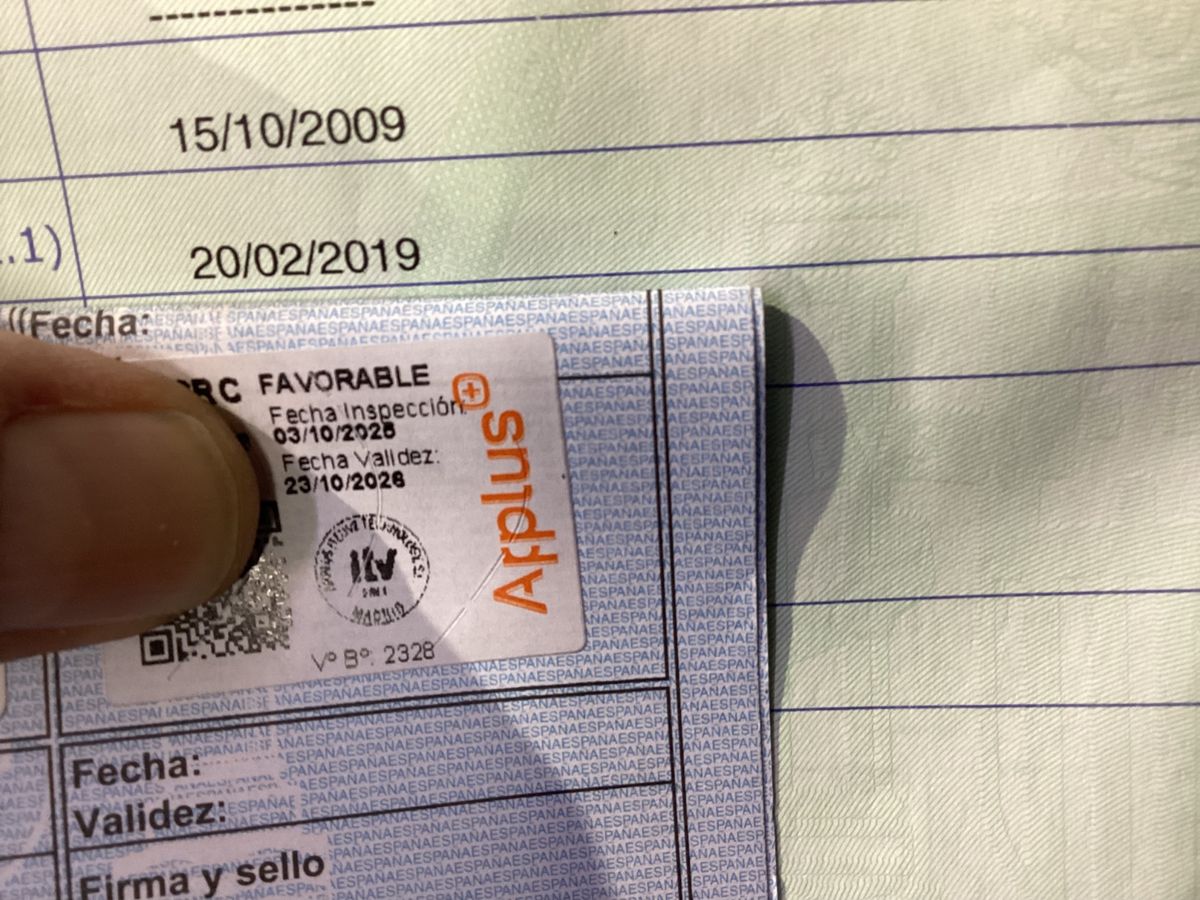 15/10/2009
.1)
20/02/2019
Fecha:
RC FAVORABLE
Fecha Inspección:
03/10/2025
Fecha Validez:
23/10/2026
Applus+
ITV
MADRID
Vº Bº: 2328
Fecha:
Validez:
Firma y sello